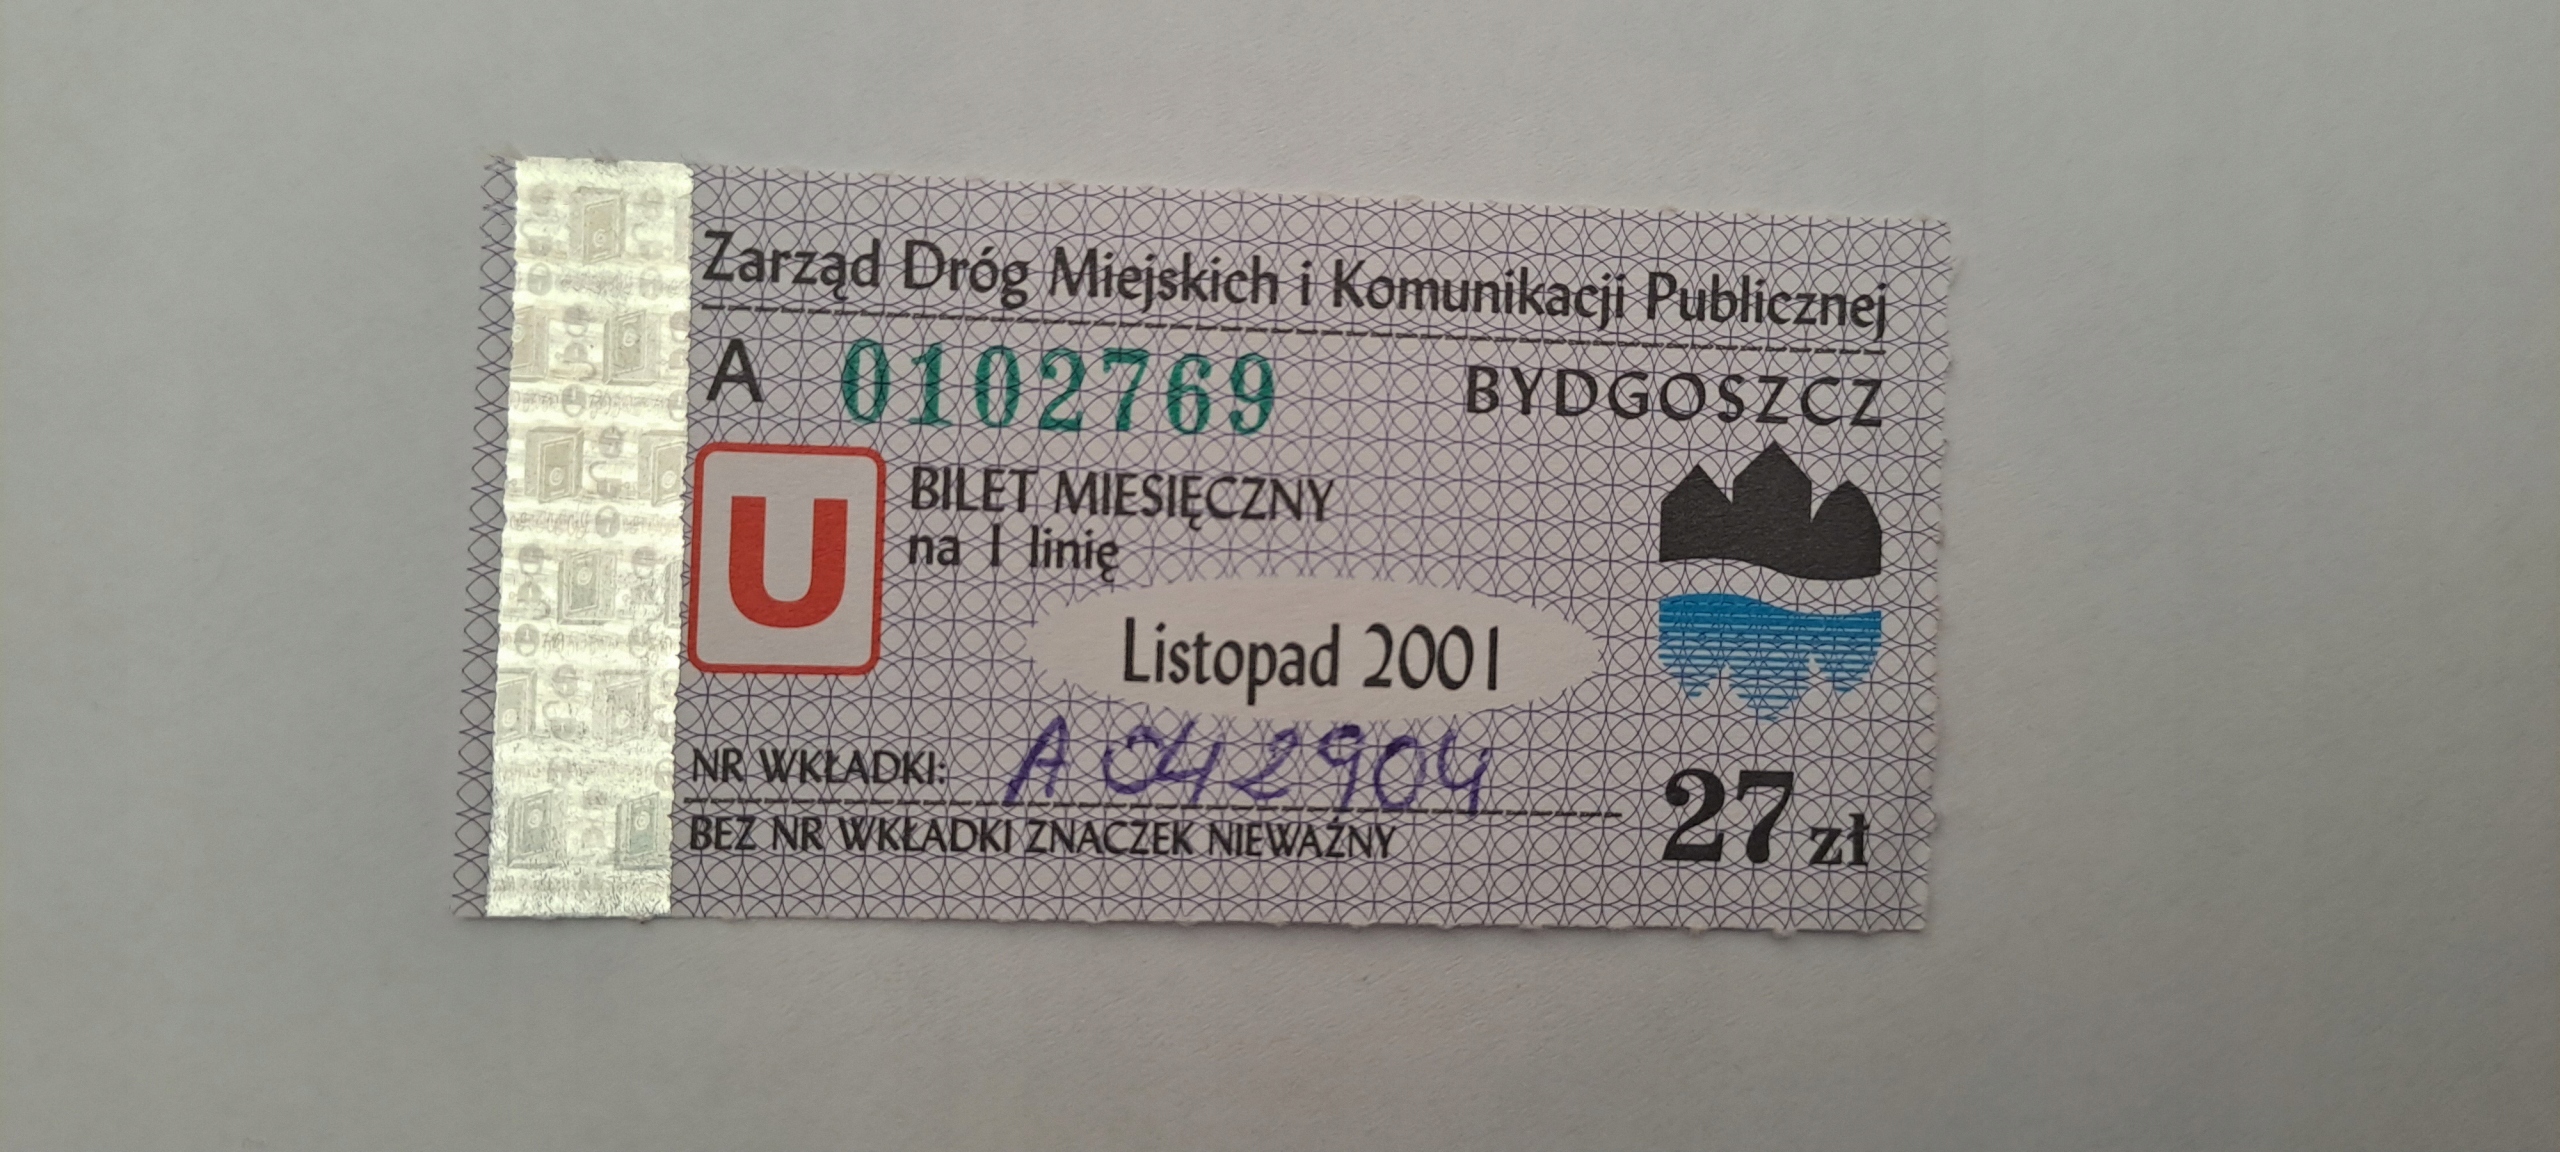 Zarząd Dróg Miejskich i Komunikacji Publicznej
A 0102769 BYDGOSZCZ
U BILET MIESIĘCZNY
na 1 linię
Listopad 2001
NR WKŁADKI: A 042904
BEZ NR WKŁADKI ZNACZEK NIEWAŻNY
27 zł